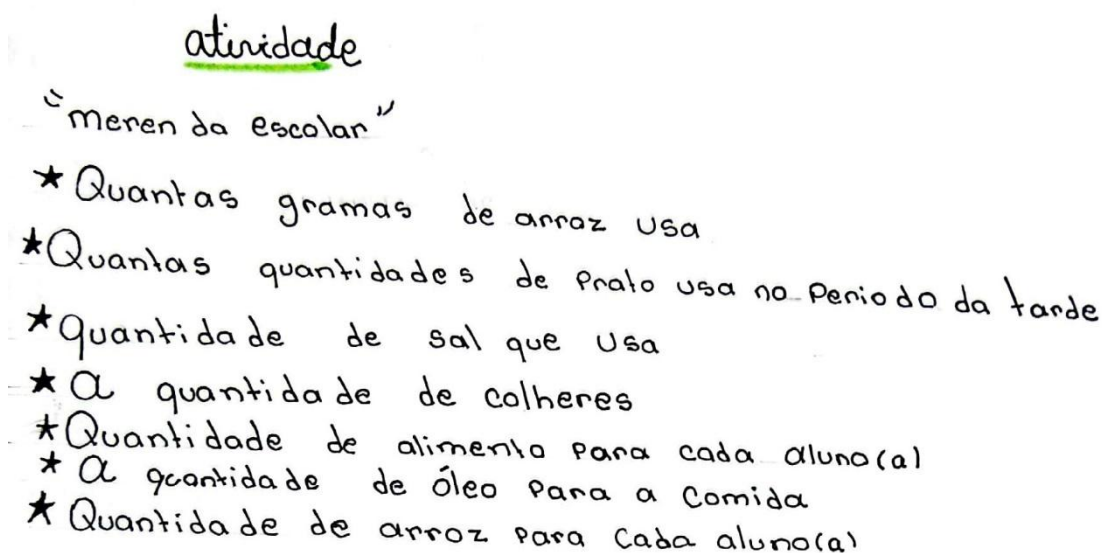 atividade
"merenda escolar"
★ Quantas gramas de arroz usa
★ Quantas quantidades de Prato usa no Periodo da tarde
★ quantidade de sal que usa
★ a quantidade de colheres
★ Quantidade de alimento para cada aluno(a)
★ a qcantidade de óleo para a comida
★ Quantidade de arroz para cada aluno(a)